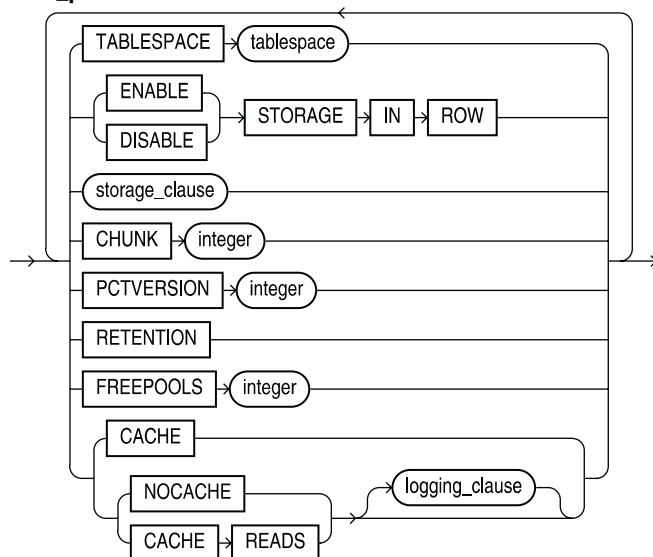 TABLESPACE tablespace
ENABLE
DISABLE
STORAGE IN ROW
storage_clause
CHUNK integer
PCTVERSION integer
RETENTION
FREEPOOLS integer
CACHE
NOCACHE
CACHE READS
logging_clause